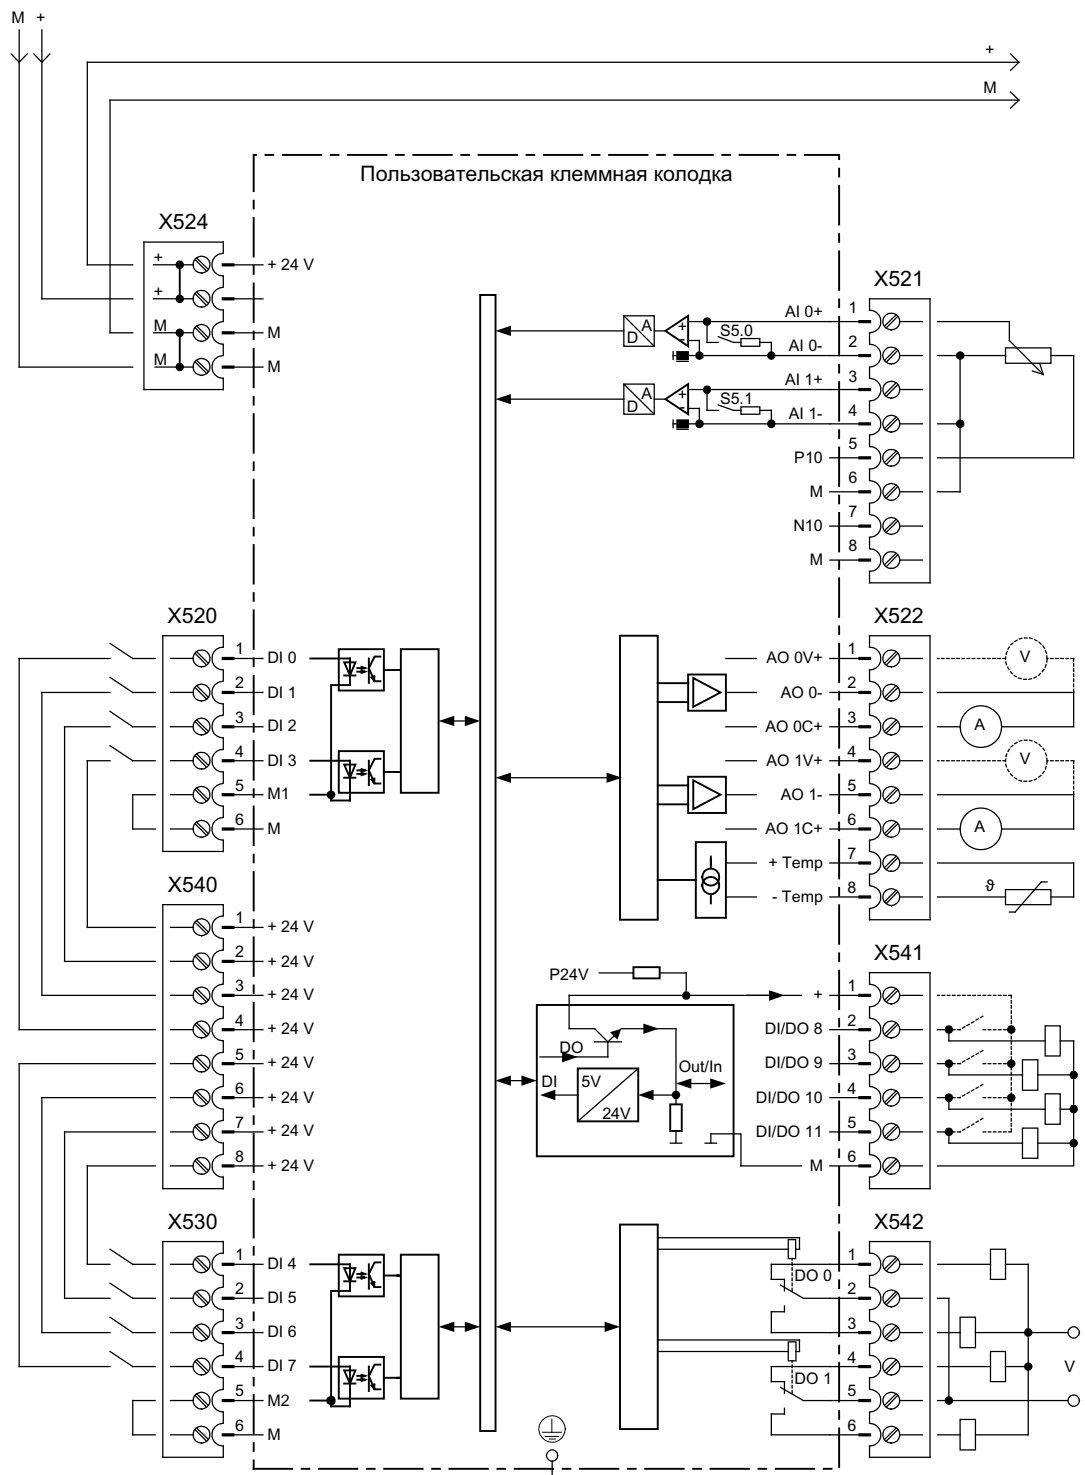 M +
+
M
Пользовательская клеммная колодка
X524
+ + 24 V
+
M M
M M
X521
AI 0+ 1
S5.0
AI 0- 2
A
D
+
-
AI 1+ 3
S5.1
AI 1- 4
A
D
+
-
P10 5
M 6
N10 7
M 8
X520
1 DI 0
2 DI 1
3 DI 2
4 DI 3
5 M1
6 M
X522
AO 0V+ 1 V
AO 0- 2
AO 0C+ 3 A
AO 1V+ 4 V
AO 1- 5
AO 1C+ 6 A
+ Temp 7
- Temp 8 ϑ
X540
1 + 24 V
2 + 24 V
3 + 24 V
4 + 24 V
5 + 24 V
6 + 24 V
7 + 24 V
8 + 24 V
X541
P24V
+ 1
DI/DO 8 2
DI/DO 9 3
DI/DO 10 4
DI/DO 11 5
M 6
DO
DI
5V
24V
Out/In
X530
1 DI 4
2 DI 5
3 DI 6
4 DI 7
5 M2
6 M
X542
1
DO 0 2
3
4
DO 1 5
6
V